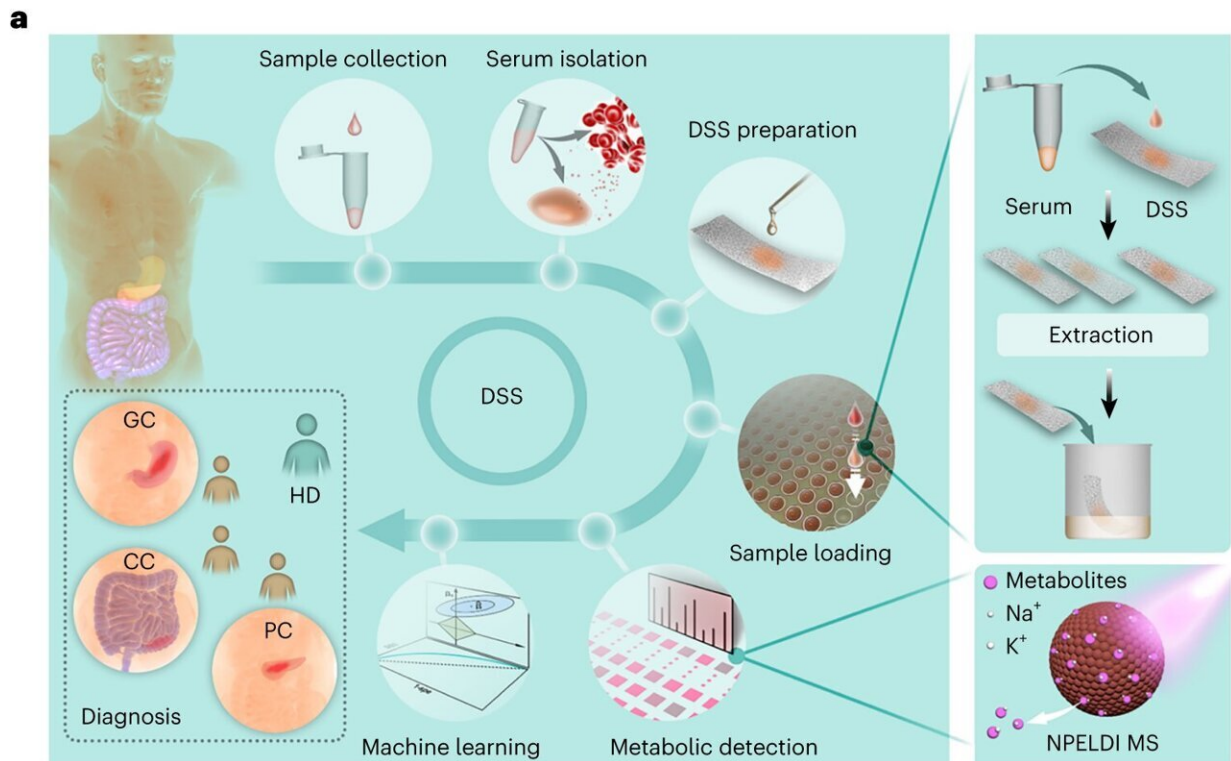 a
Sample collection
Serum isolation
DSS preparation
DSS
Sample loading
Metabolic detection
Machine learning
GC
HD
CC
PC
Diagnosis
Serum
DSS
Extraction
Metabolites
Na⁺
K⁺
NPELDI MS